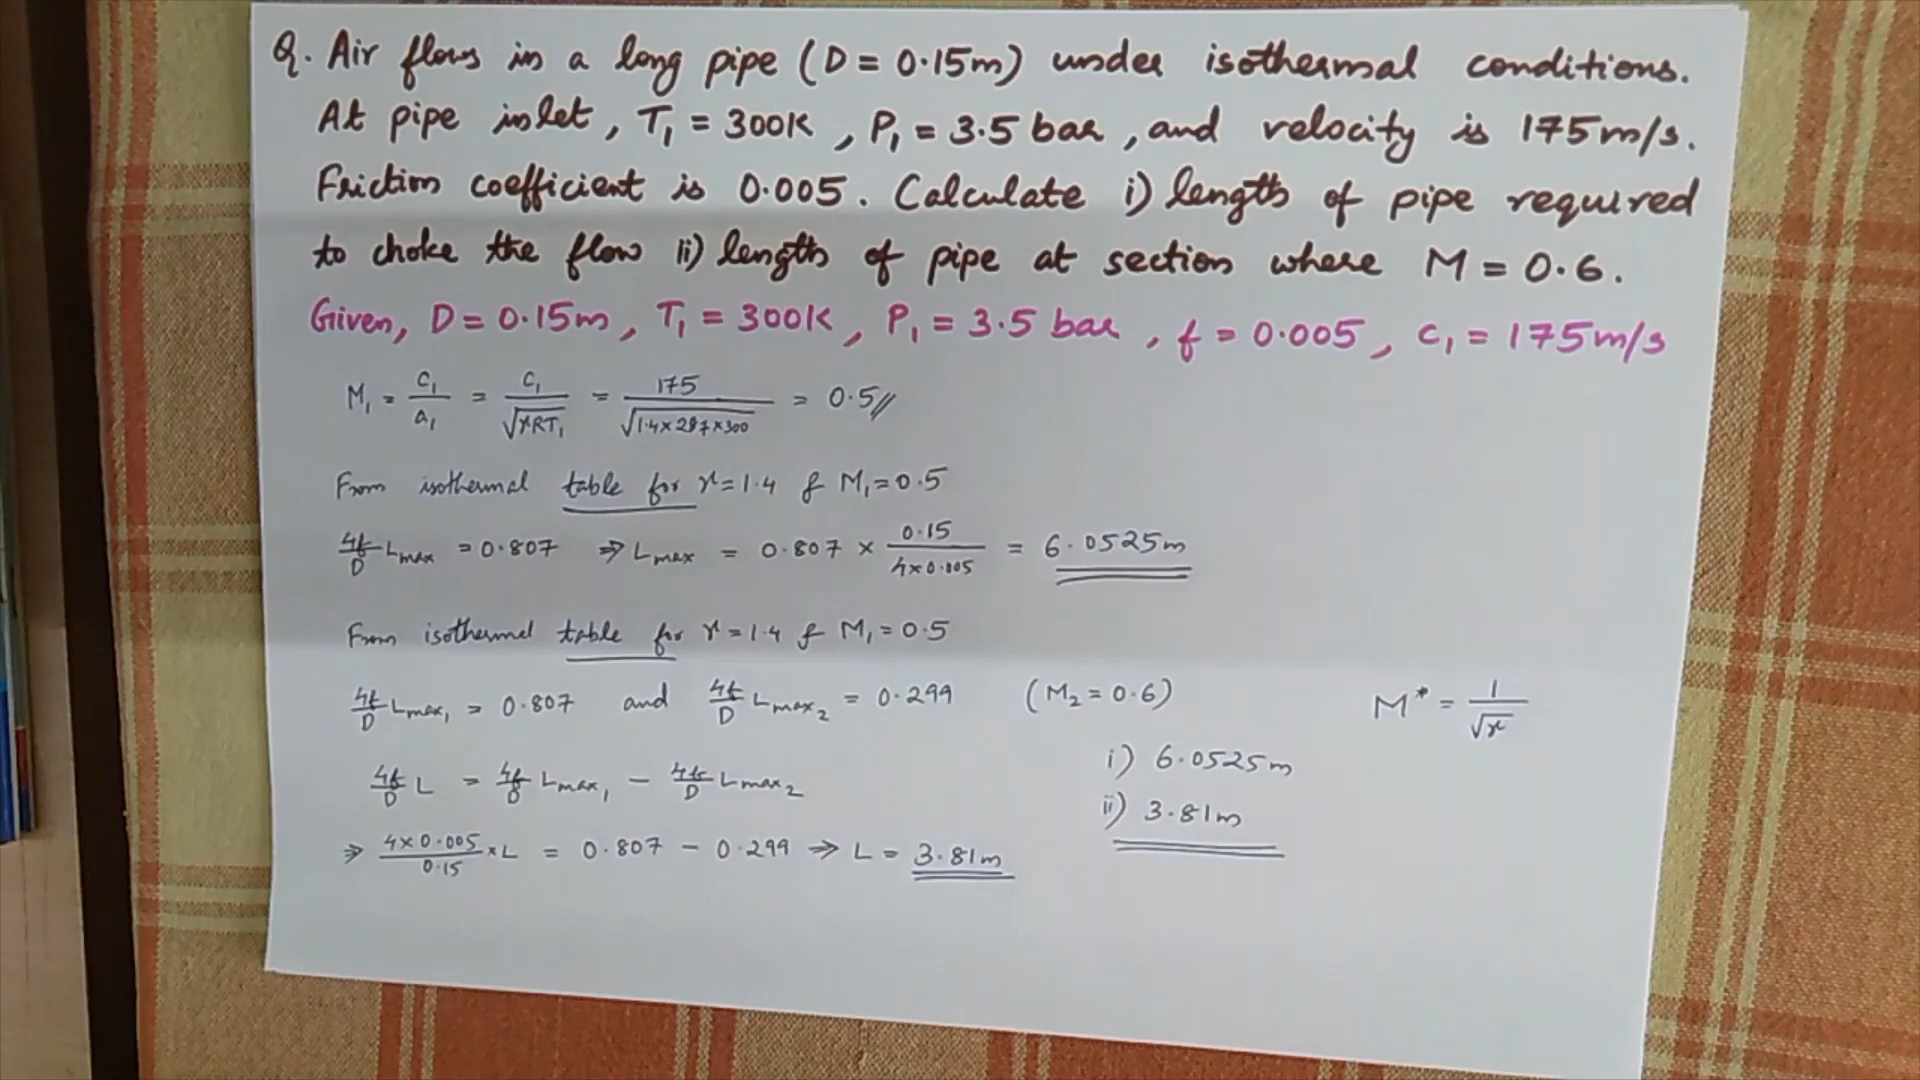 Q. Air flows in a long pipe (D = 0.15m) under isothermal conditions.
At pipe inlet, T₁ = 300K, P₁ = 3.5 bar, and velocity is 175m/s.
Friction coefficient is 0.005. Calculate i) length of pipe required
to choke the flow ii) length of pipe at section where M = 0.6.
Given, D = 0.15m, T₁ = 300K, P₁ = 3.5 bar, f = 0.005, C₁ = 175m/s
M₁ = C₁/a₁ = C₁/√(γRT₁) = 175/√(1.4×287×300) = 0.5//
From isothermal table for γ=1.4 & M₁=0.5
4f/D Lmax = 0.807 ⇒ Lmax = 0.807 × 0.15/(4×0.005) = 6.0525m
From isothermal table for γ=1.4 & M₁=0.5
4f/D Lmax₁ = 0.807 and 4f/D Lmax₂ = 0.299 (M₂ = 0.6)
M* = 1/√γ
4f/D L = 4f/D Lmax₁ − 4f/D Lmax₂
⇒ (4×0.005)/0.15 × L = 0.807 − 0.299 ⇒ L = 3.81m
i) 6.0525m
ii) 3.81m